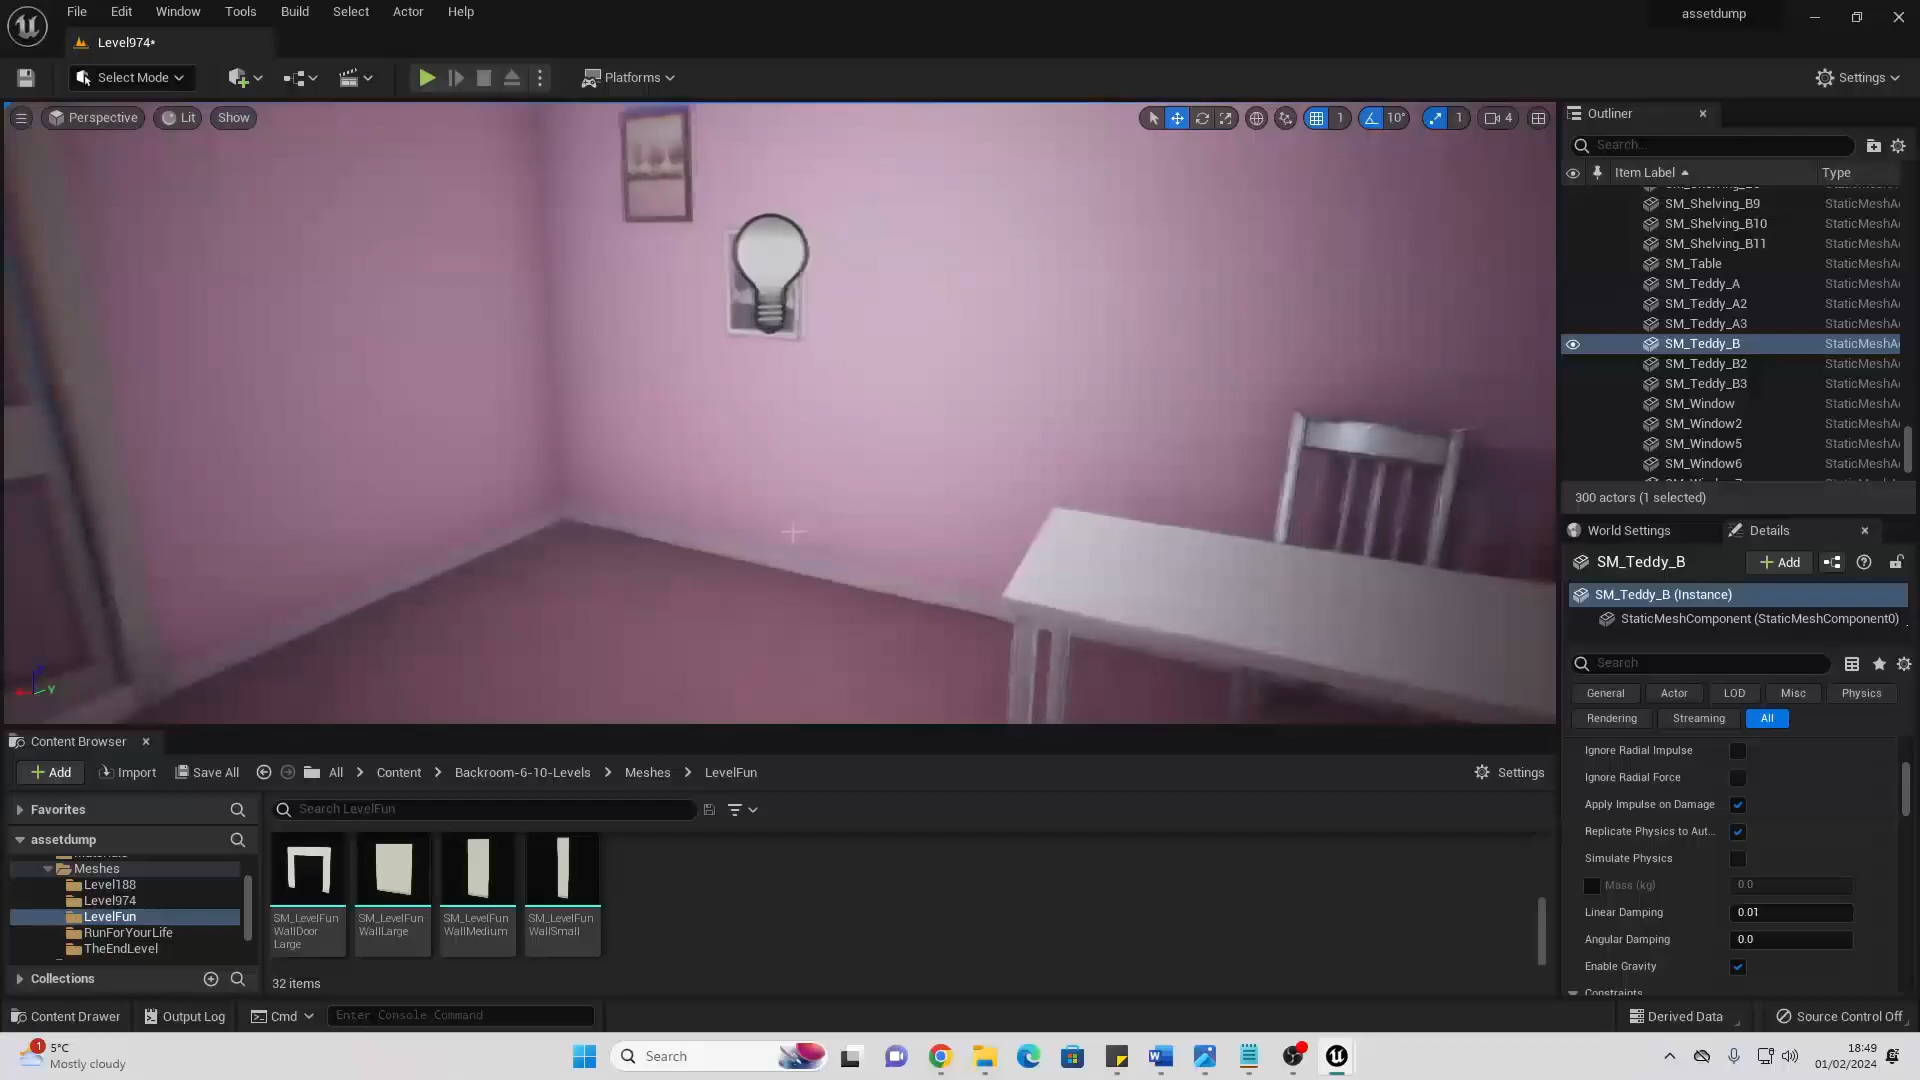 File Edit Window Tools Build Select Actor Help
assetdump
Level974*
Select Mode
Platforms
Settings
Perspective
Lit
Show
1
10°
1
4
Outliner
Search...
Item Label
Type
SM_Shelving_B9 StaticMeshA
SM_Shelving_B10 StaticMeshA
SM_Shelving_B11 StaticMeshA
SM_Table StaticMeshA
SM_Teddy_A StaticMeshA
SM_Teddy_A2 StaticMeshA
SM_Teddy_A3 StaticMeshA
SM_Teddy_B StaticMeshA
SM_Teddy_B2 StaticMeshA
SM_Teddy_B3 StaticMeshA
SM_Window StaticMeshA
SM_Window2 StaticMeshA
SM_Window5 StaticMeshA
SM_Window6 StaticMeshA
300 actors (1 selected)
World Settings
Details
SM_Teddy_B
Add
SM_Teddy_B (Instance)
StaticMeshComponent (StaticMeshComponent0)
Search
General Actor LOD Misc Physics
Rendering Streaming All
Ignore Radial Impulse
Ignore Radial Force
Apply Impulse on Damage
Replicate Physics to Aut...
Simulate Physics
Mass (kg) 0.0
Linear Damping 0.01
Angular Damping 0.0
Enable Gravity
Constraints
Y
Content Browser
Add Import Save All All Content Backroom-6-10-Levels Meshes LevelFun Settings
Favorites
Search LevelFun
assetdump
Meshes
Level188
Level974
LevelFun
RunForYourLife
TheEndLevel
Collections
SM_LevelFun
WallDoor
Large
SM_LevelFun
WallLarge
SM_LevelFun
WallMedium
SM_LevelFun
WallSmall
32 items
Content Drawer Output Log Cmd Enter Console Command Derived Data Source Control Off
1
5°C
Mostly cloudy
Search
18:49
01/02/2024